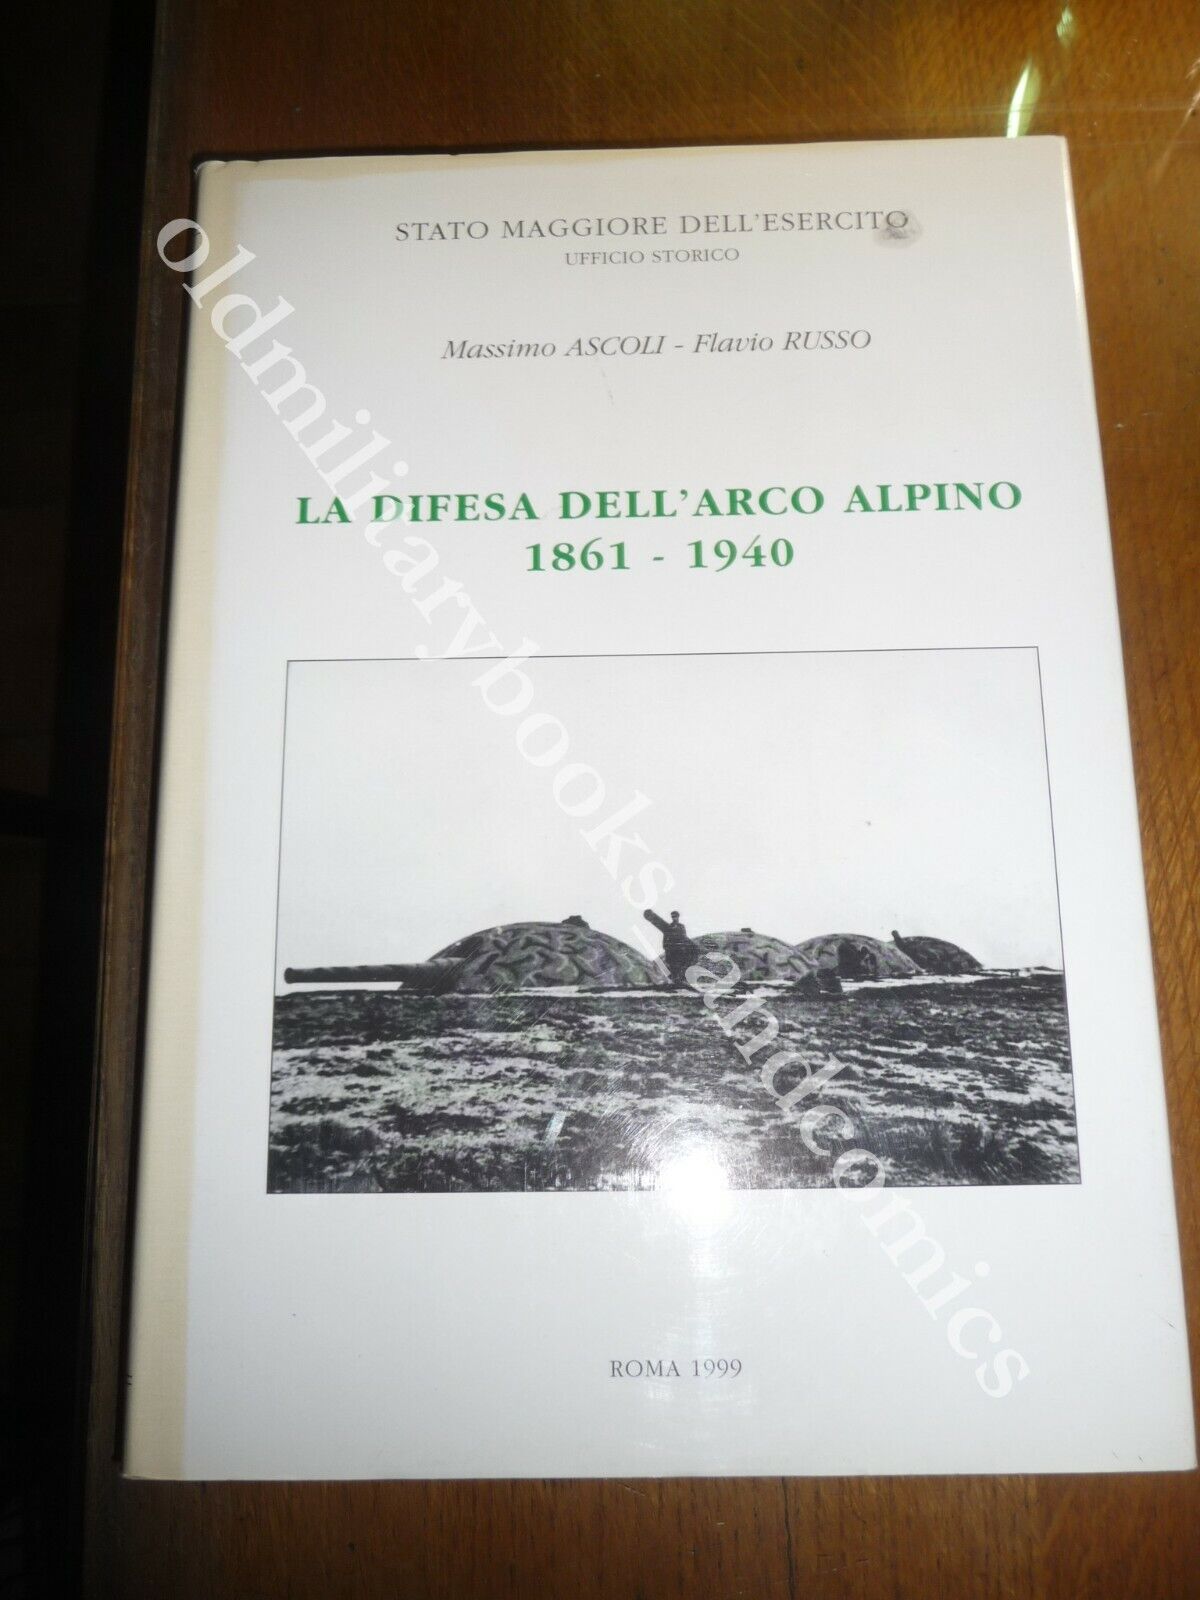 STATO MAGGIORE DELL'ESERCITO
UFFICIO STORICO
Massimo ASCOLI - Flavio RUSSO
LA DIFESA DELL'ARCO ALPINO
1861 - 1940
ROMA 1999
oldmilitarybooks_andcomics